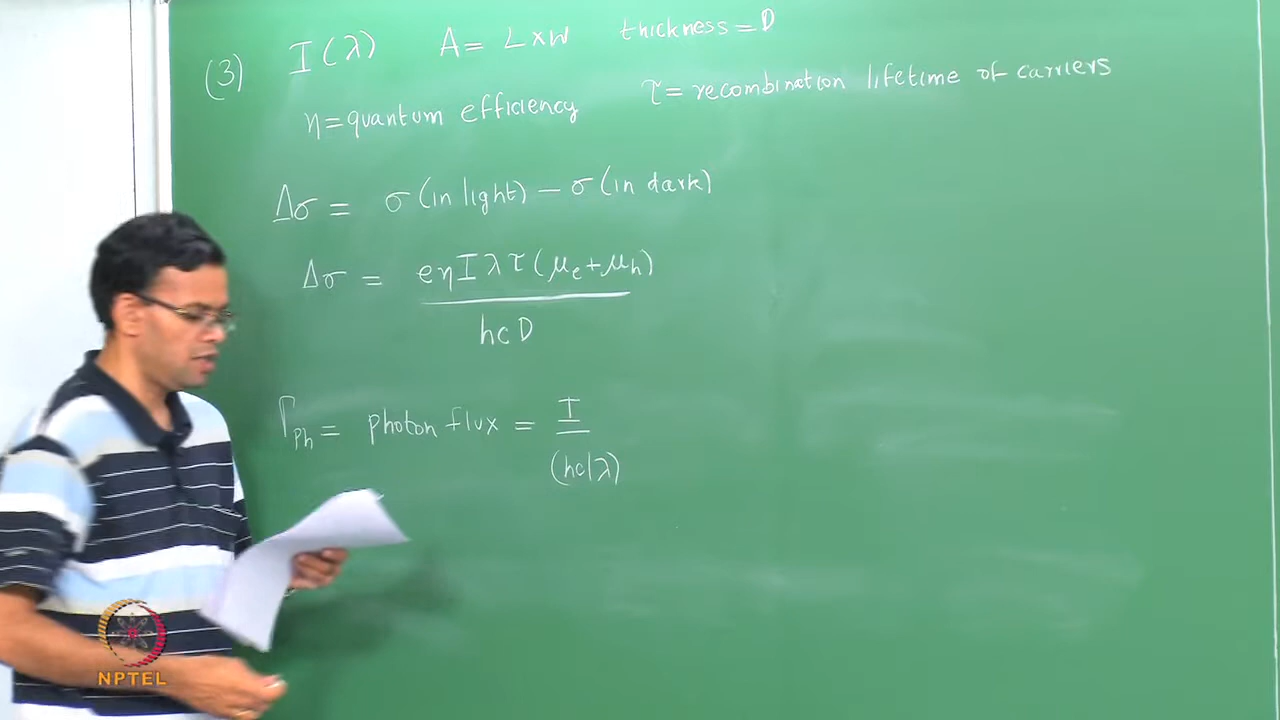 (3) I(λ) A = L×W thickness = D
η = quantum efficiency τ = recombination lifetime of carriers
Δσ = σ(in light) − σ(in dark)
Δσ = eηIλτ(μe+μh)
hcD
Γph = photon flux = I
(hc/λ)
NPTEL